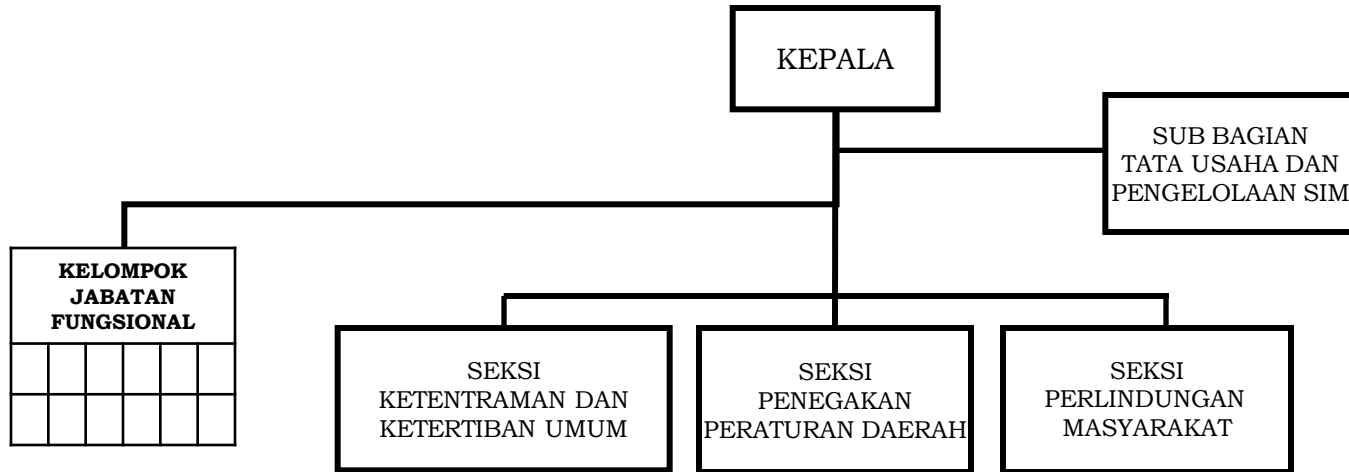 KEPALA
SUB BAGIAN
TATA USAHA DAN
PENGELOLAAN SIM
KELOMPOK
JABATAN
FUNGSIONAL
SEKSI
KETENTRAMAN DAN
KETERTIBAN UMUM
SEKSI
PENEGAKAN
PERATURAN DAERAH
SEKSI
PERLINDUNGAN
MASYARAKAT